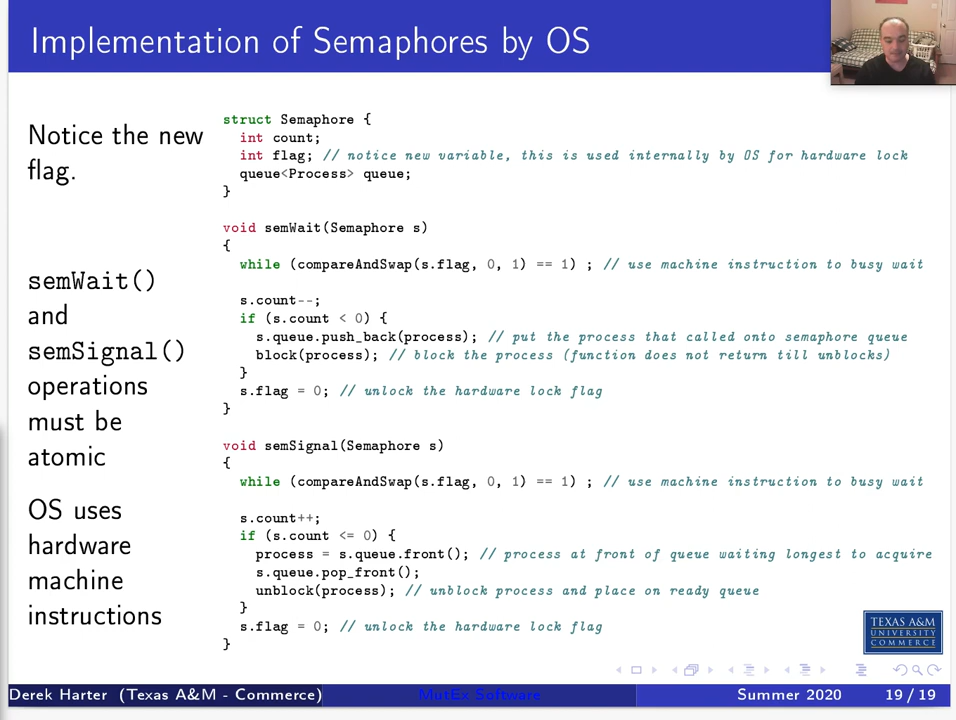 Implementation of Semaphores by OS
Notice the new
flag.
semWait()
and
semSignal()
operations
must be
atomic
OS uses
hardware
machine
instructions
struct Semaphore {
int count;
int flag; // notice new variable, this is used internally by OS for hardware lock
queue<Process> queue;
}
void semWait(Semaphore s)
{
while (compareAndSwap(s.flag, 0, 1) == 1) ; // use machine instruction to busy wait
s.count--;
if (s.count < 0) {
s.queue.push_back(process); // put the process that called onto semaphore queue
block(process); // block the process (function does not return till unblocks)
}
s.flag = 0; // unlock the hardware lock flag
}
void semSignal(Semaphore s)
{
while (compareAndSwap(s.flag, 0, 1) == 1) ; // use machine instruction to busy wait
s.count++;
if (s.count <= 0) {
process = s.queue.front(); // process at front of queue waiting longest to acquire
s.queue.pop_front();
unblock(process); // unblock process and place on ready queue
}
s.flag = 0; // unlock the hardware lock flag
}
TEXAS A&M
UNIVERSITY
COMMERCE
Derek Harter (Texas A&M - Commerce)
MutEx Software
Summer 2020
19 / 19